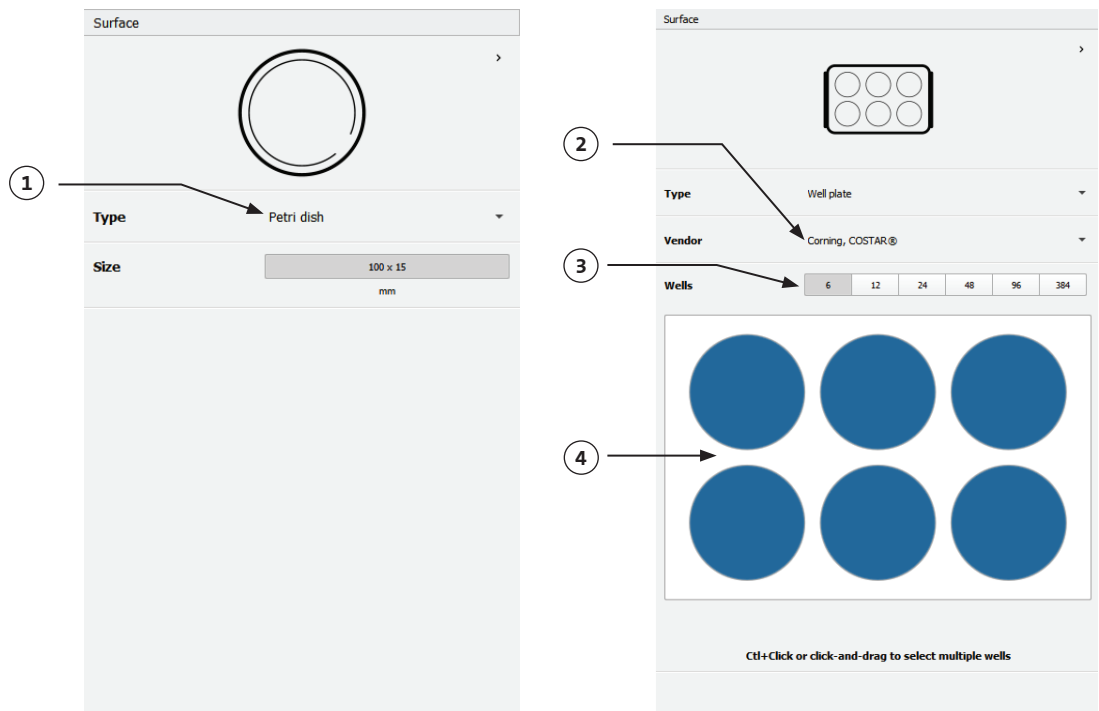 Surface
>
1
Type Petri dish
Size 100 x 15
mm
Surface
>
2
Type Well plate
Vendor Corning, COSTAR®
3
Wells 6 12 24 48 96 384
4
Ctl+Click or click-and-drag to select multiple wells